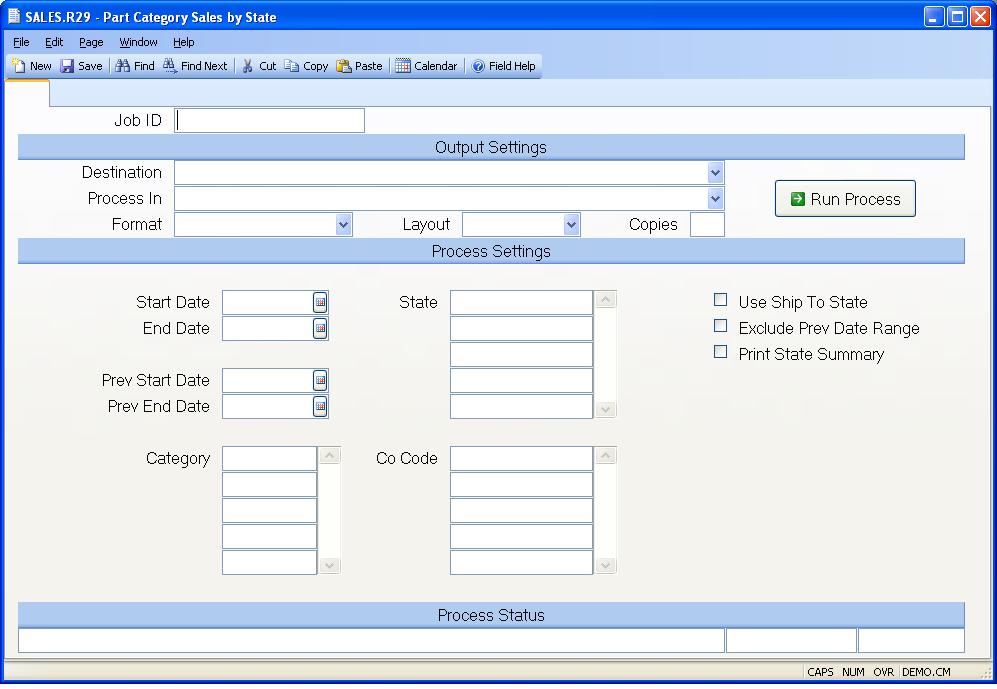 SALES.R29 - Part Category Sales by State
File Edit Page Window Help
New Save Find Find Next Cut Copy Paste Calendar Field Help
Job ID
Output Settings
Destination
Process In
Run Process
Format Layout Copies
Process Settings
Start Date State Use Ship To State
End Date Exclude Prev Date Range
Print State Summary
Prev Start Date
Prev End Date
Category Co Code
Process Status
CAPS NUM OVR DEMO.CM